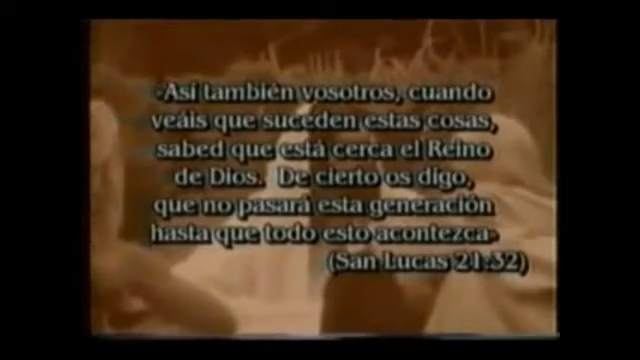 -Así también vosotros, cuando
veáis que suceden estas cosas,
sabed que está cerca el Reino
de Dios. De cierto os digo,
que no pasará esta generación
hasta que todo esto acontezca-
(San Lucas 21:32)